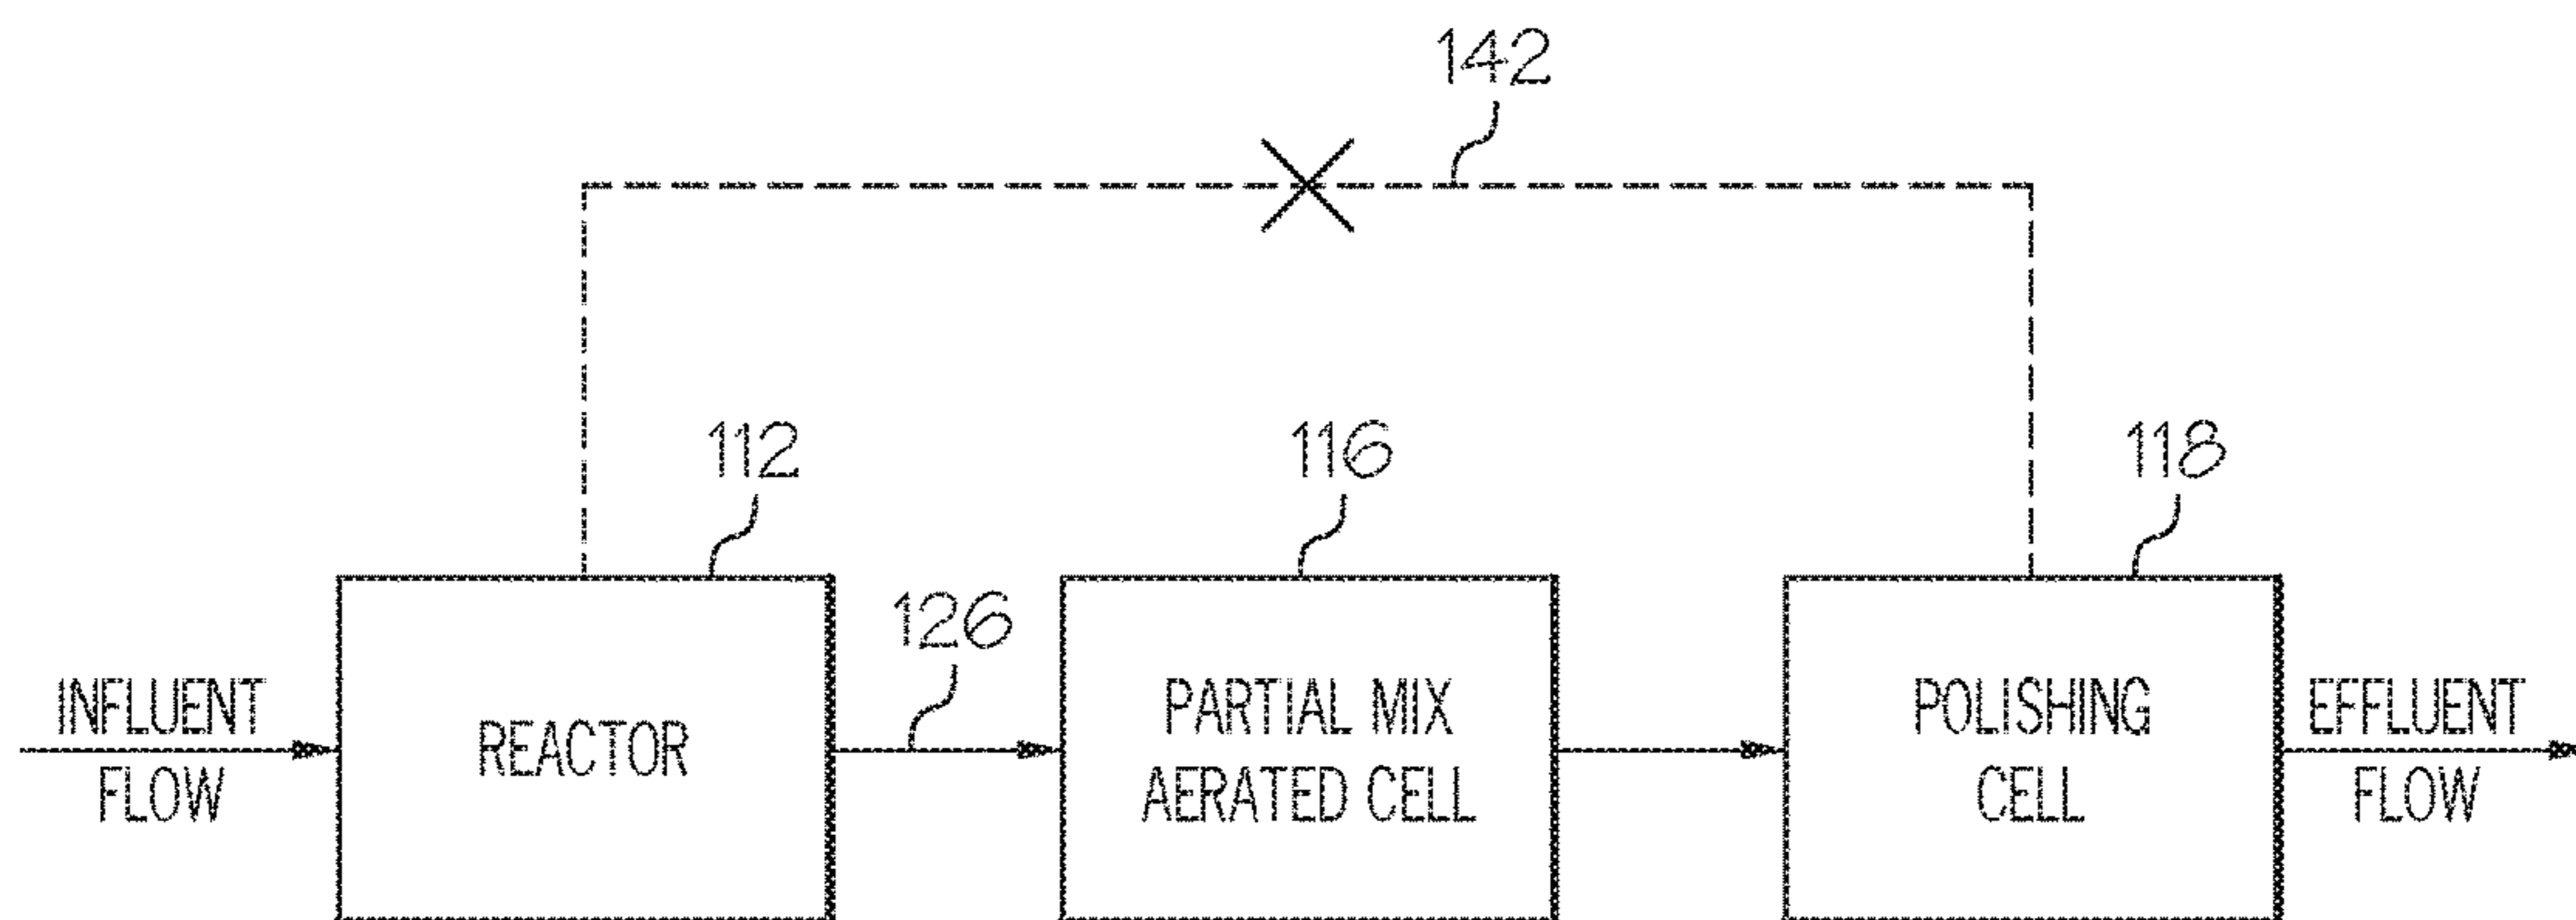 142
112
116
118
126
INFLUENT
FLOW
REACTOR
PARTIAL MIX
AERATED CELL
POLISHING
CELL
EFFLUENT
FLOW